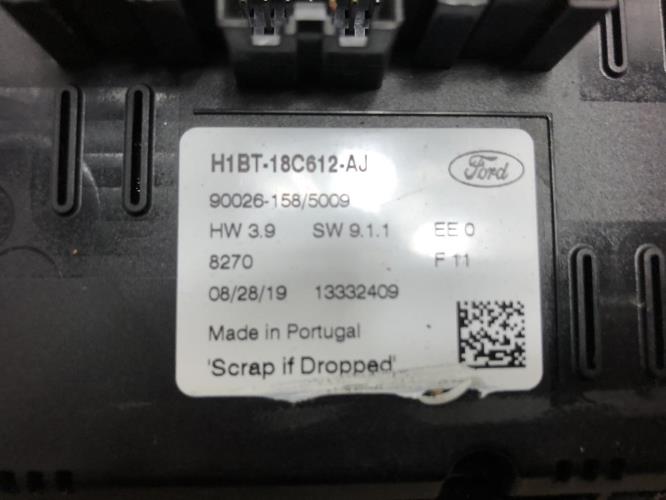 H1BT-18C612-AJ
Ford
90026-158/5009
HW 3.9 SW 9.1.1 EE 0
8270 F 11
08/28/19 13332409
Made in Portugal
'Scrap if Dropped'